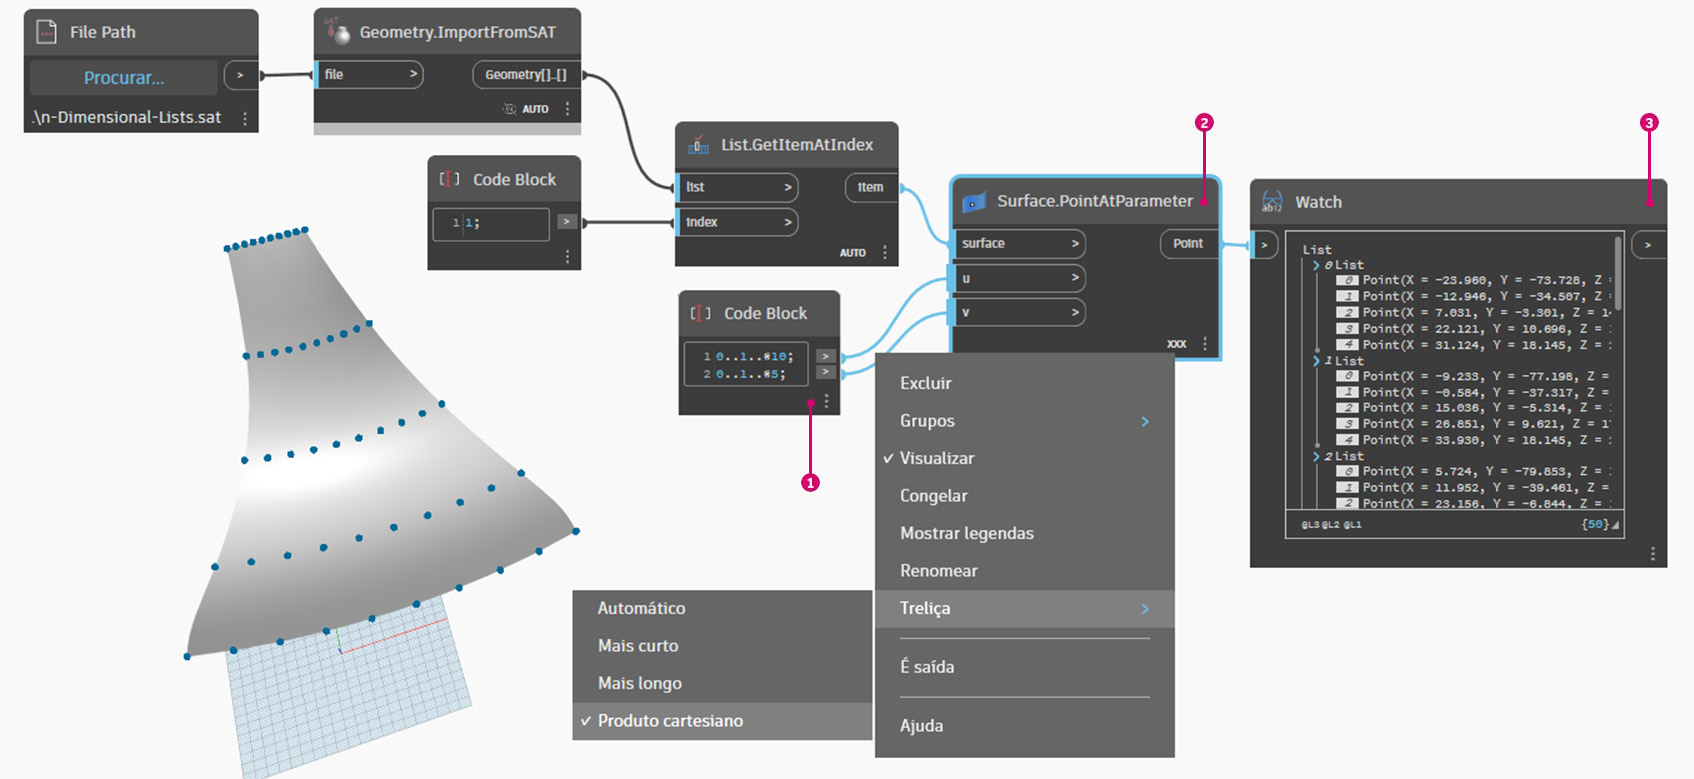 File Path
Procurar...
>
.\n-Dimensional-Lists.sat
SAT
Geometry.ImportFromSAT
file >
Geometry[]..[]
AUTO
Code Block
1 1;
>
List.GetItemAtIndex
list >
item
index >
AUTO
Code Block
1 0..1..#10; >
2 0..1..#5; >
1
2
Surface.PointAtParameter
surface >
Point
u >
v >
XXX
3
Watch
>
>
List
0 List
0 Point(X = -23.960, Y = -73.728, Z =
1 Point(X = -12.946, Y = -34.507, Z =
2 Point(X = 7.031, Y = -3.301, Z = 1
3 Point(X = 22.121, Y = 10.696, Z =
4 Point(X = 31.124, Y = 18.145, Z =
1 List
0 Point(X = -9.233, Y = -77.198, Z =
1 Point(X = -0.584, Y = -37.317, Z =
2 Point(X = 15.036, Y = -5.314, Z =
3 Point(X = 26.851, Y = 9.621, Z = 1
4 Point(X = 33.930, Y = 18.145, Z =
2 List
0 Point(X = 5.724, Y = -79.853, Z =
1 Point(X = 11.952, Y = -39.461, Z =
2 Point(X = 23.156, Y = -6.844, Z =
@L3 @L2 @L1 {50}
Excluir
Grupos >
✓ Visualizar
Congelar
Mostrar legendas
Renomear
Treliça >
É saída
Ajuda
Automático
Mais curto
Mais longo
✓ Produto cartesiano